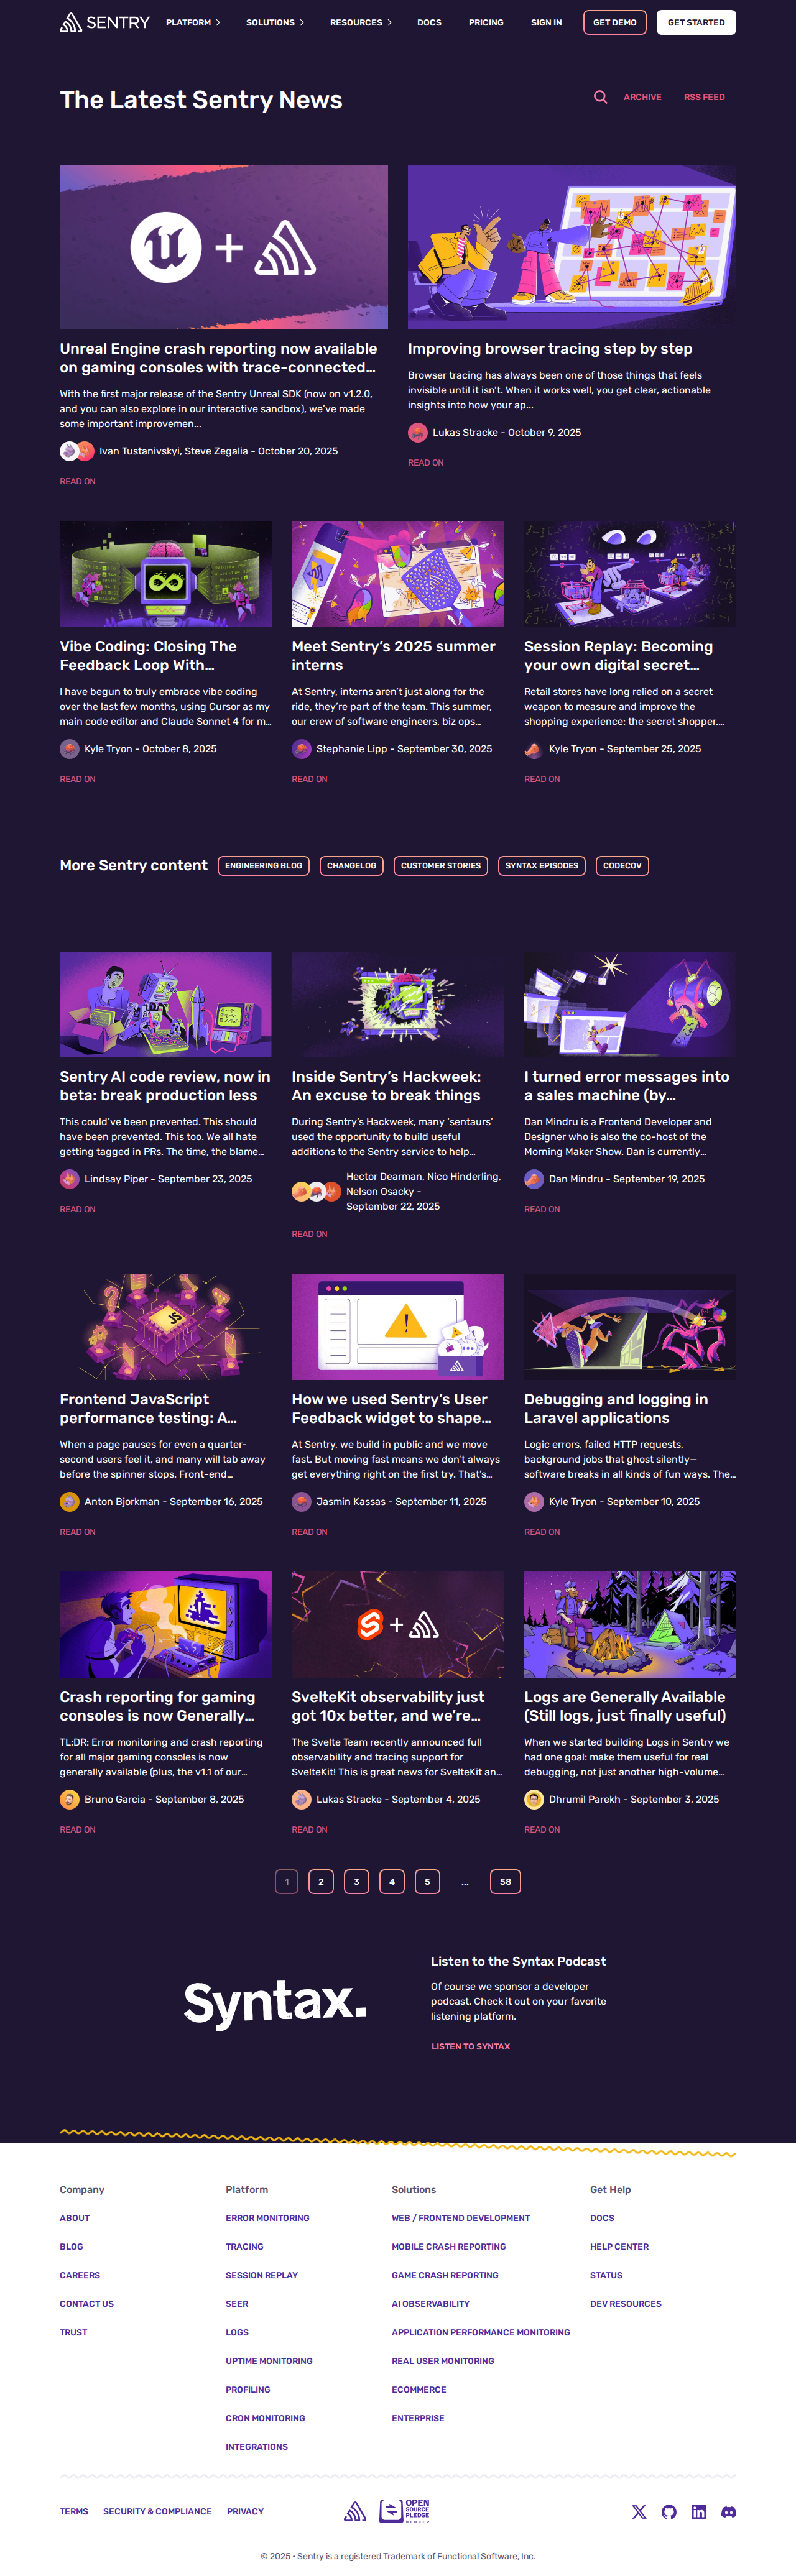 SENTRY
PLATFORM
SOLUTIONS
RESOURCES
DOCS
PRICING
SIGN IN
GET DEMO
GET STARTED
The Latest Sentry News
ARCHIVE
RSS FEED
Unreal Engine crash reporting now available
on gaming consoles with trace-connected...
With the first major release of the Sentry Unreal SDK (now on v1.2.0,
and you can also explore in our interactive sandbox), we've made
some important improvemen...
Ivan Tustanivskyi, Steve Zegalia - October 20, 2025
READ ON
Improving browser tracing step by step
Browser tracing has always been one of those things that feels
invisible until it isn't. When it works well, you get clear, actionable
insights into how your ap...
Lukas Stracke - October 9, 2025
READ ON
Vibe Coding: Closing The
Feedback Loop With...
I have begun to truly embrace vibe coding
over the last few months, using Cursor as my
main code editor and Claude Sonnet 4 for m...
Kyle Tryon - October 8, 2025
READ ON
Meet Sentry's 2025 summer
interns
At Sentry, interns aren't just along for the
ride, they're part of the team. This summer,
our crew of software engineers, biz ops...
Stephanie Lipp - September 30, 2025
READ ON
Session Replay: Becoming
your own digital secret...
Retail stores have long relied on a secret
weapon to measure and improve the
shopping experience: the secret shopper....
Kyle Tryon - September 25, 2025
READ ON
More Sentry content
ENGINEERING BLOG
CHANGELOG
CUSTOMER STORIES
SYNTAX EPISODES
CODECOV
Sentry AI code review, now in
beta: break production less
This could've been prevented. This should
have been prevented. This too. We all hate
getting tagged in PRs. The time, the blame...
Lindsay Piper - September 23, 2025
READ ON
Inside Sentry's Hackweek:
An excuse to break things
During Sentry's Hackweek, many 'sentaurs'
used the opportunity to build useful
additions to the Sentry service to help...
Hector Dearman, Nico Hinderling,
Nelson Osacky -
September 22, 2025
READ ON
I turned error messages into
a sales machine (by...
Dan Mindru is a Frontend Developer and
Designer who is also the co-host of the
Morning Maker Show. Dan is currently...
Dan Mindru - September 19, 2025
READ ON
JS
Frontend JavaScript
performance testing: A...
When a page pauses for even a quarter-
second users feel it, and many will tab away
before the spinner stops. Front-end...
Anton Bjorkman - September 16, 2025
READ ON
How we used Sentry's User
Feedback widget to shape...
At Sentry, we build in public and we move
fast. But moving fast means we don't always
get everything right on the first try. That's...
Jasmin Kassas - September 11, 2025
READ ON
Debugging and logging in
Laravel applications
Logic errors, failed HTTP requests,
background jobs that ghost silently—
software breaks in all kinds of fun ways. The...
Kyle Tryon - September 10, 2025
READ ON
Crash reporting for gaming
consoles is now Generally...
TL;DR: Error monitoring and crash reporting
for all major gaming consoles is now
generally available (plus, the v1.1 of our...
Bruno Garcia - September 8, 2025
READ ON
SvelteKit observability just
got 10x better, and we're...
The Svelte Team recently announced full
observability and tracing support for
SvelteKit! This is great news for SvelteKit an...
Lukas Stracke - September 4, 2025
READ ON
Logs are Generally Available
(Still logs, just finally useful)
When we started building Logs in Sentry we
had one goal: make them useful for real
debugging, not just another high-volume...
Dhrumil Parekh - September 3, 2025
READ ON
1
2
3
4
5
...
58
Syntax.
Listen to the Syntax Podcast
Of course we sponsor a developer
podcast. Check it out on your favorite
listening platform.
LISTEN TO SYNTAX
Company
ABOUT
BLOG
CAREERS
CONTACT US
TRUST
Platform
ERROR MONITORING
TRACING
SESSION REPLAY
SEER
LOGS
UPTIME MONITORING
PROFILING
CRON MONITORING
INTEGRATIONS
Solutions
WEB / FRONTEND DEVELOPMENT
MOBILE CRASH REPORTING
GAME CRASH REPORTING
AI OBSERVABILITY
APPLICATION PERFORMANCE MONITORING
REAL USER MONITORING
ECOMMERCE
ENTERPRISE
Get Help
DOCS
HELP CENTER
STATUS
DEV RESOURCES
TERMS
SECURITY & COMPLIANCE
PRIVACY
OPEN
SOURCE
PLEDGE
MEMBER
© 2025 • Sentry is a registered Trademark of Functional Software, Inc.